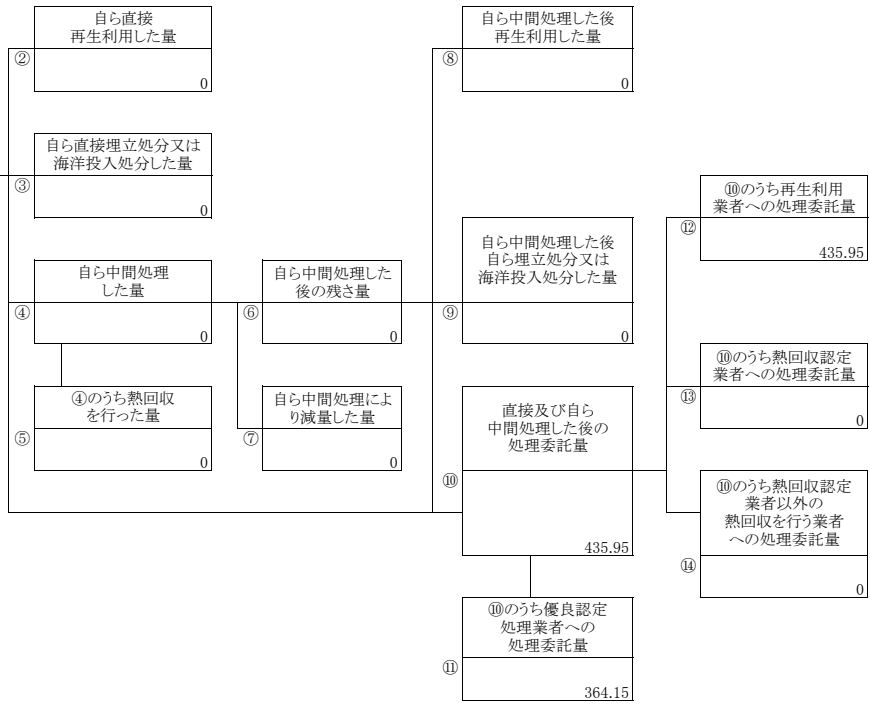 自ら直接
再生利用した量
②
0
自ら直接埋立処分又は
海洋投入処分した量
③
0
自ら中間処理
した量
④
0
④のうち熱回収
を行った量
⑤
0
自ら中間処理した
後の残さ量
⑥
0
自ら中間処理によ
り減量した量
⑦
0
自ら中間処理した後
再生利用した量
⑧
0
自ら中間処理した後
自ら埋立処分又は
海洋投入処分した量
⑨
0
直接及び自ら
中間処理した後の
処理委託量
⑩
435.95
⑩のうち優良認定
処理業者への
処理委託量
⑪
364.15
⑩のうち再生利用
業者への処理委託量
⑫
435.95
⑩のうち熱回収認定
業者への処理委託量
⑬
0
⑩のうち熱回収認定
業者以外の
熱回収を行う業者
への処理委託量
⑭
0